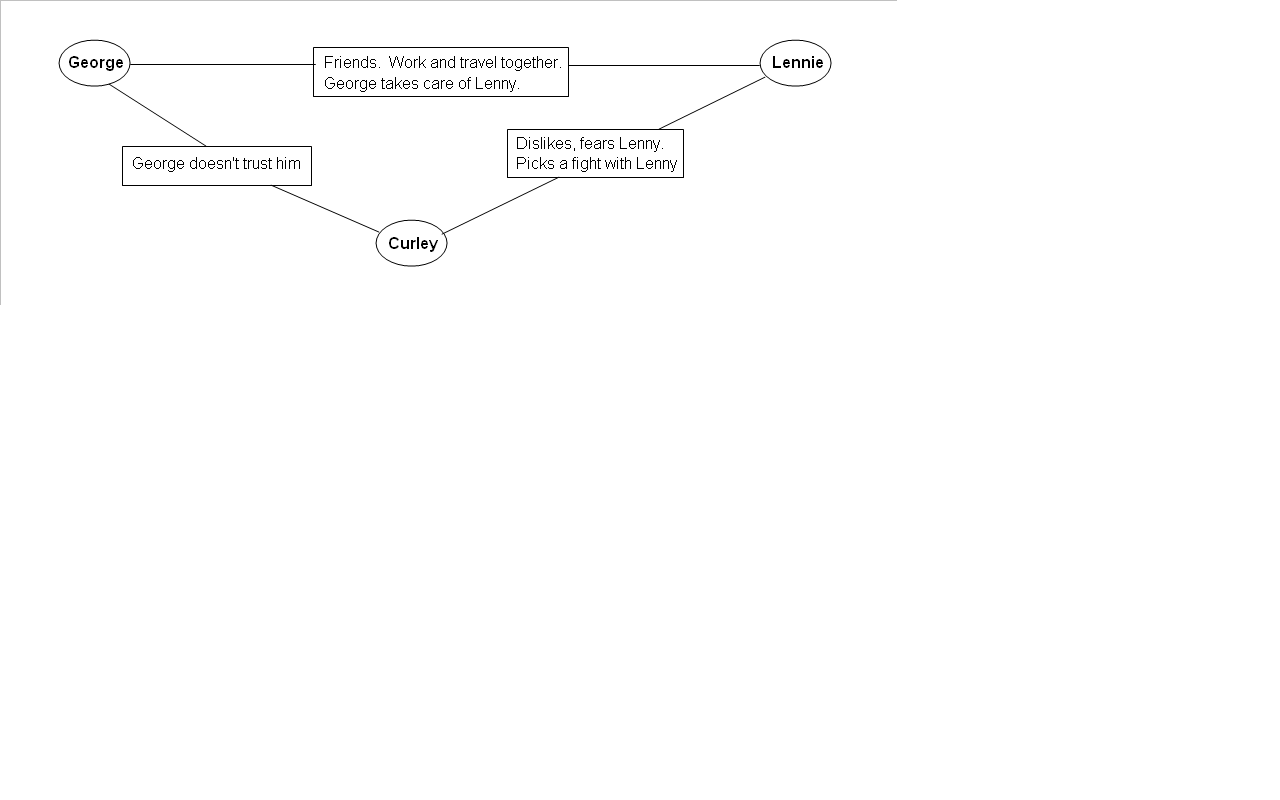 George
Friends.  Work and travel together.
George takes care of Lenny.
Lennie
Dislikes, fears Lenny.
Picks a fight with Lenny
George doesn't trust him
Curley